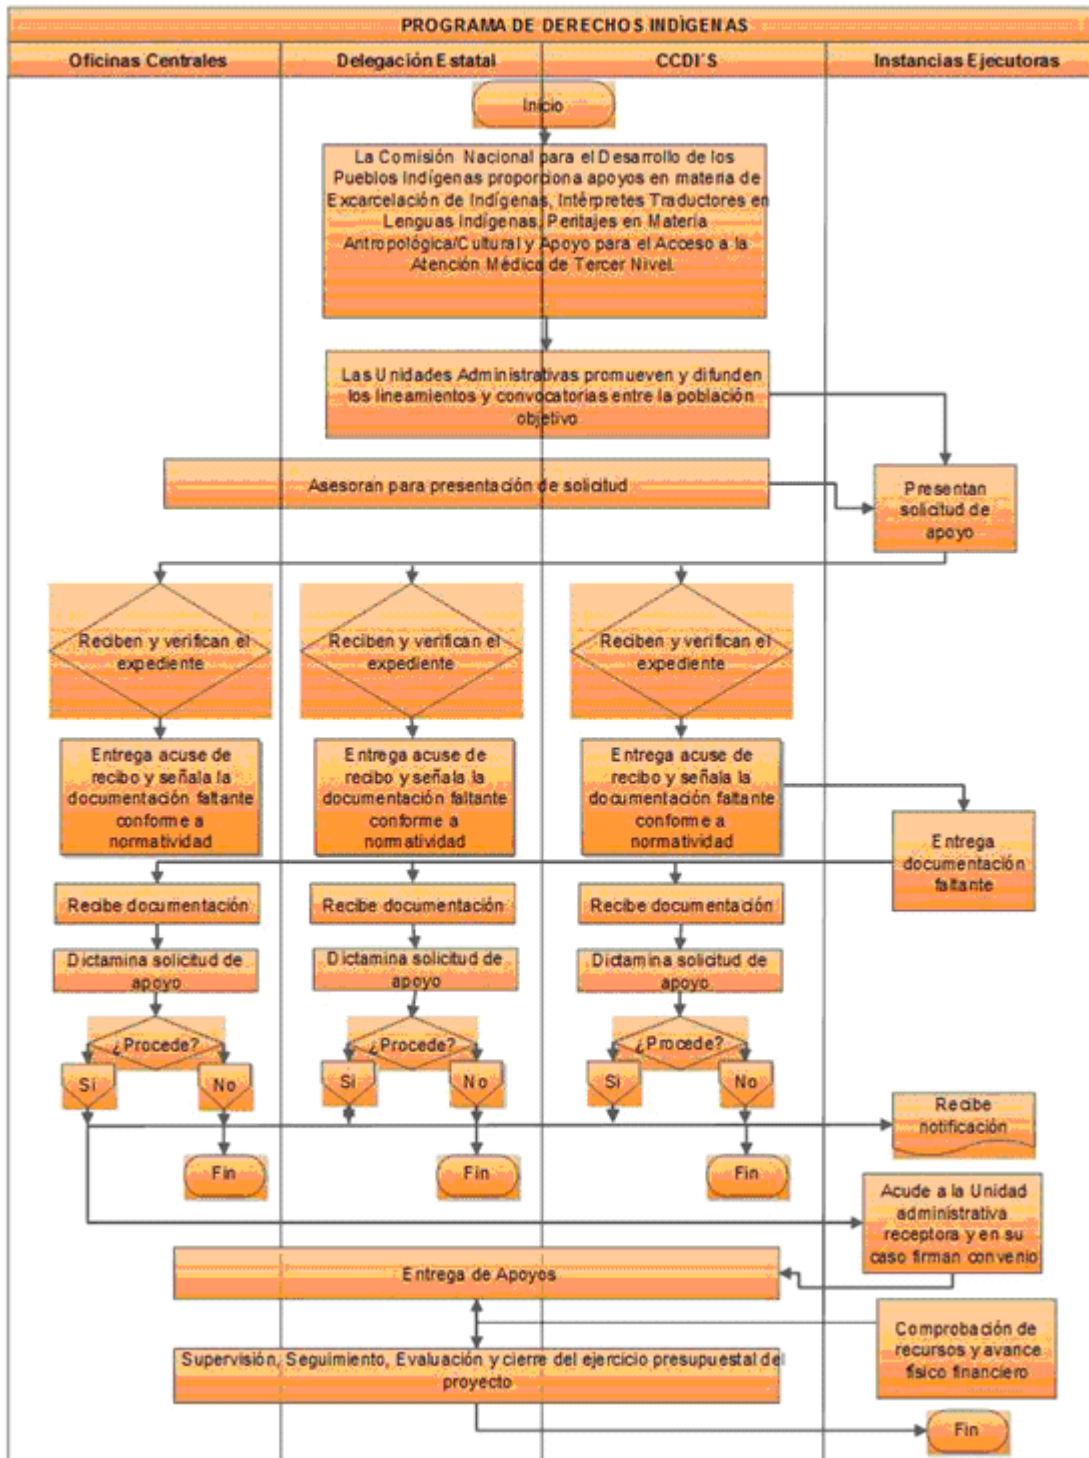 PROGRAMA DE DERECHOS INDÌGENAS
Oficinas Centrales
Delegación Estatal
CCDI´S
Instancias Ejecutoras
Inicio
La Comisión Nacional para el Desarrollo de los
Pueblos Indígenas proporciona apoyos en materia de
Excarcelación de Indígenas, Intérpretes Traductores en
Lenguas Indígenas, Peritajes en Materia
Antropológica/Cultural y Apoyo para el Acceso a la
Atención Médica de Tercer Nivel.
Las Unidades Administrativas promueven y difunden
los lineamientos y convocatorias entre la población
objetivo
Asesoran para presentación de solicitud
Presentan
solicitud de
apoyo
Reciben y verifican el
expediente
Reciben y verifican el
expediente
Reciben y verifican el
expediente
Entrega acuse de
recibo y señala la
documentación faltante
conforme a
normatividad
Entrega acuse de
recibo y señala la
documentación faltante
conforme a
normatividad
Entrega acuse de
recibo y señala la
documentación faltante
conforme a
normatividad
Entrega
documentación
faltante
Recibe documentación
Recibe documentación
Recibe documentación
Dictamina solicitud de
apoyo
Dictamina solicitud de
apoyo
Dictamina solicitud de
apoyo
¿Procede?
¿Procede?
¿Procede?
Si
No
Si
No
Si
No
Recibe
notificación
Fin
Fin
Fin
Acude a la Unidad
administrativa
receptora y en su
caso firman convenio
Entrega de Apoyos
Comprobación de
recursos y avance
físico financiero
Supervisión, Seguimiento, Evaluación y cierre del ejercicio presupuestal del
proyecto
Fin